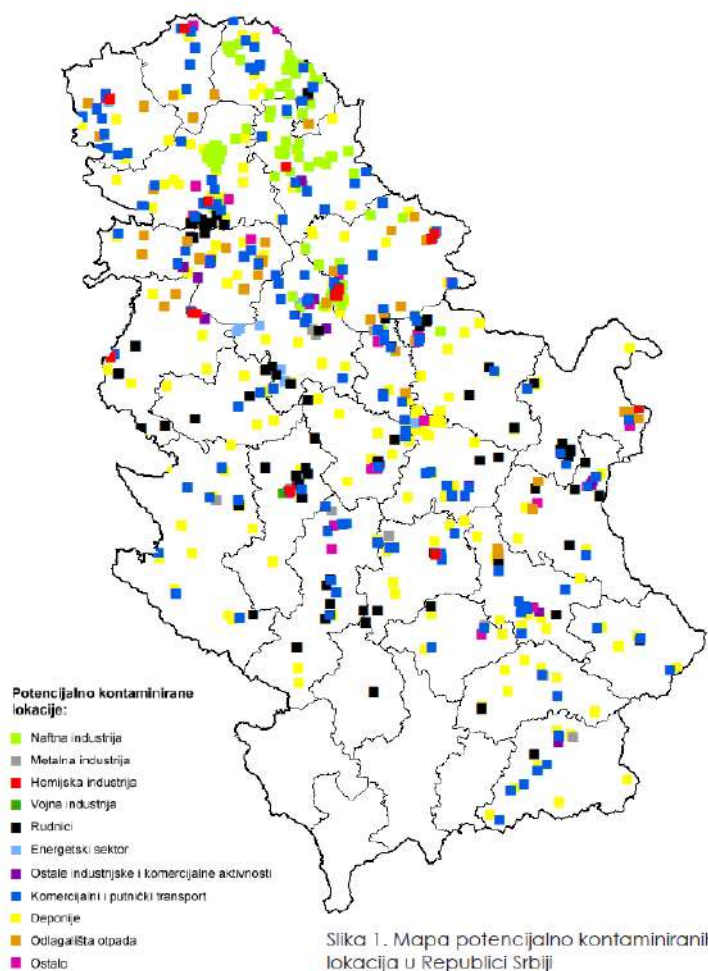 Potencijalno kontaminirane
lokacije:
Naftna industrija
Metalna industrija
Hemijska industrija
Vojna industrija
Rudnici
Energetski sektor
Ostale industrijske i komercijalne aktivnosti
Komercijalni i putnički transport
Deponije
Odlagališta otpada
Ostalo
Slika 1. Mapa potencijalno kontaminiranih
lokacija u Republici Srbiji